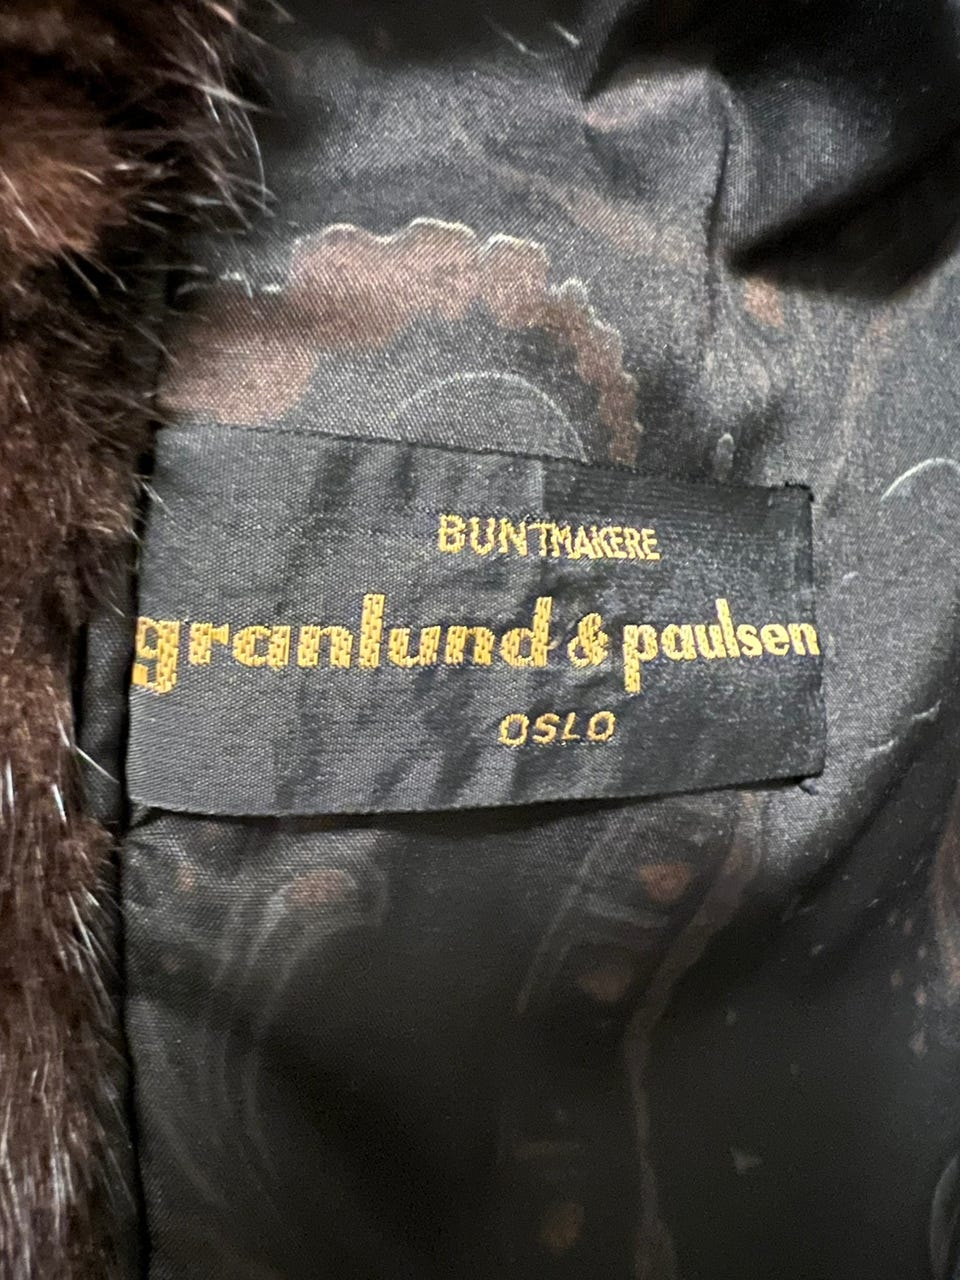 BUNTMAKERE
granlund & paulsen
OSLO